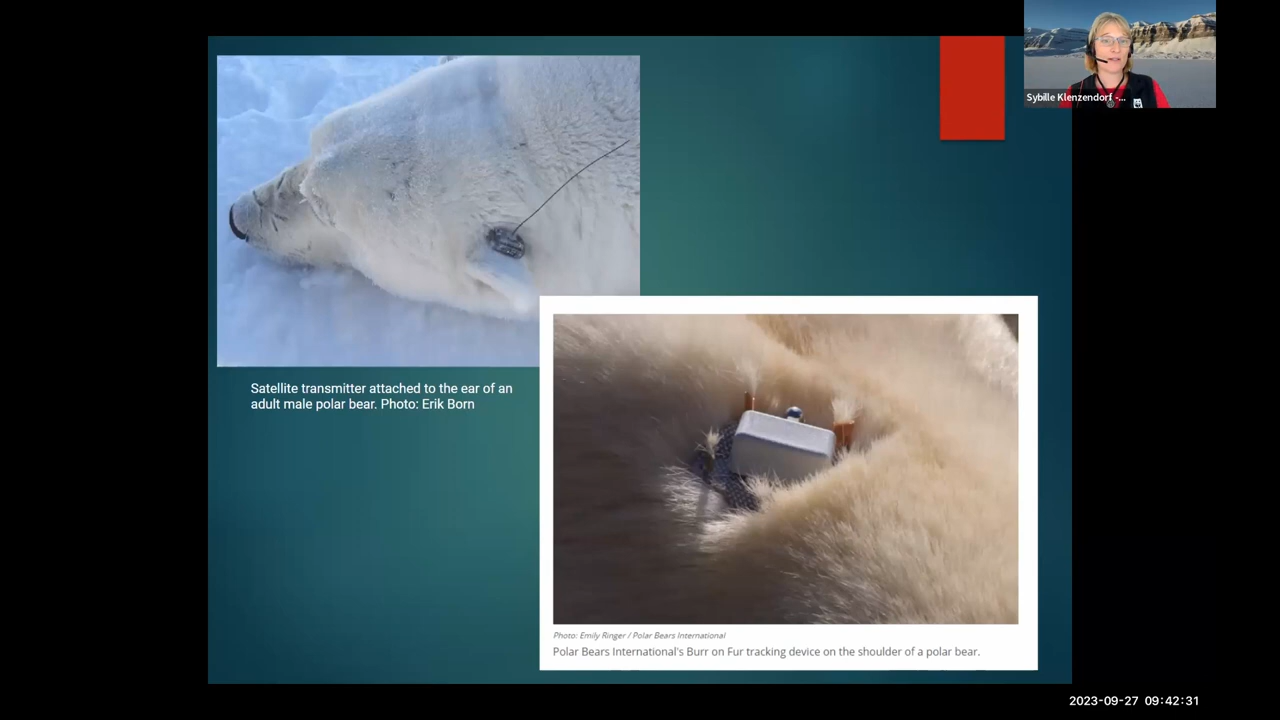 Sybille Klenzendorf -...
Satellite transmitter attached to the ear of an
adult male polar bear. Photo: Erik Born
Photo: Emily Ringer / Polar Bears International
Polar Bears International's Burr on Fur tracking device on the shoulder of a polar bear.
2023-09-27 09:42:31